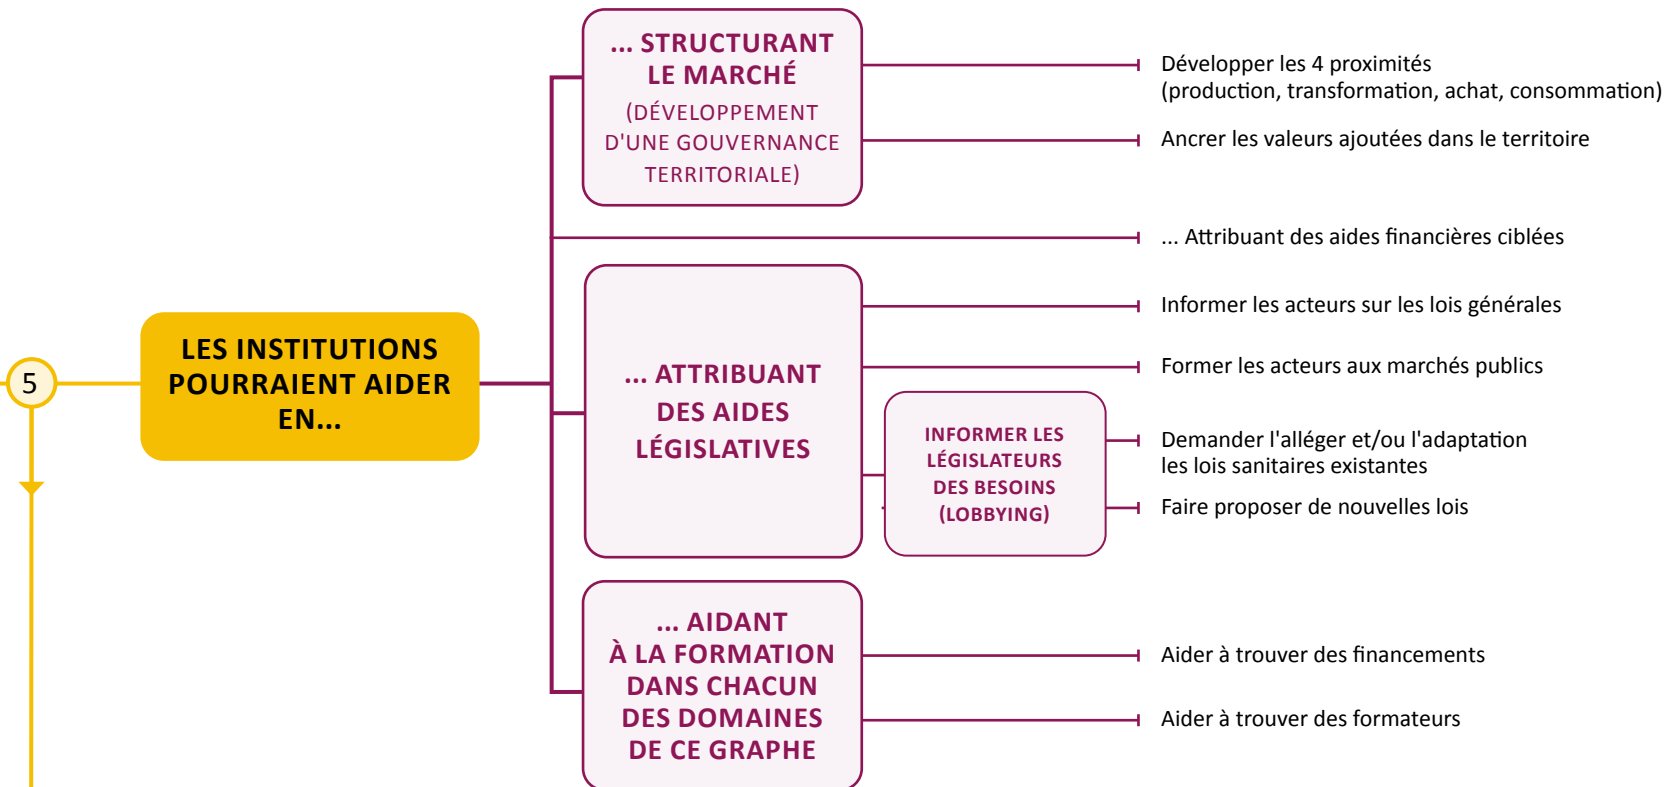 5
LES INSTITUTIONS
POURRAIENT AIDER
EN...
... STRUCTURANT
LE MARCHÉ
(DÉVELOPPEMENT
D'UNE GOUVERNANCE
TERRITORIALE)
Développer les 4 proximités
(production, transformation, achat, consommation)
Ancrer les valeurs ajoutées dans le territoire
... Attribuant des aides financières ciblées
... ATTRIBUANT
DES AIDES
LÉGISLATIVES
Informer les acteurs sur les lois générales
Former les acteurs aux marchés publics
INFORMER LES
LÉGISLATEURS
DES BESOINS
(LOBBYING)
Demander l'alléger et/ou l'adaptation
les lois sanitaires existantes
Faire proposer de nouvelles lois
... AIDANT
À LA FORMATION
DANS CHACUN
DES DOMAINES
DE CE GRAPHE
Aider à trouver des financements
Aider à trouver des formateurs